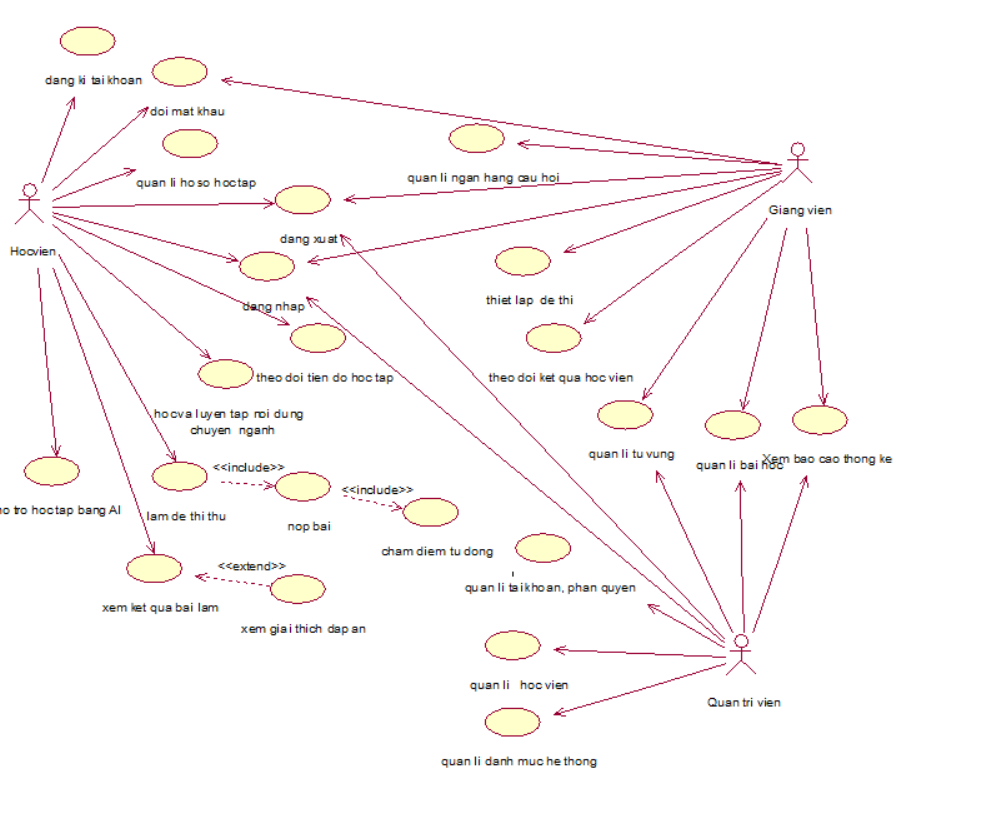 dang ki tai khoan
doi mat khau
quan li ho so hoc tap
quan li ngan hang cau hoi
Giang vien
Hocvien
dang xuat
dang nhap
thiet lap de thi
theo doi tien do hoc tap
theo doi ket qua hoc vien
hocva luyen tap noi dung
chuyen nganh
quan li tu vung
quan li bai hoc
Xem bao cao thong ke
<<include>>
<<include>>
ho tro hoc tap bang AI
lam de thi thu
nop bai
cham diem tu dong
<<extend>>
quan li taikhoan, phan quyen
xem ket qua bai lam
xem giai thich dap an
quan li hoc vien
Quan tri vien
quan li danh muc he thong